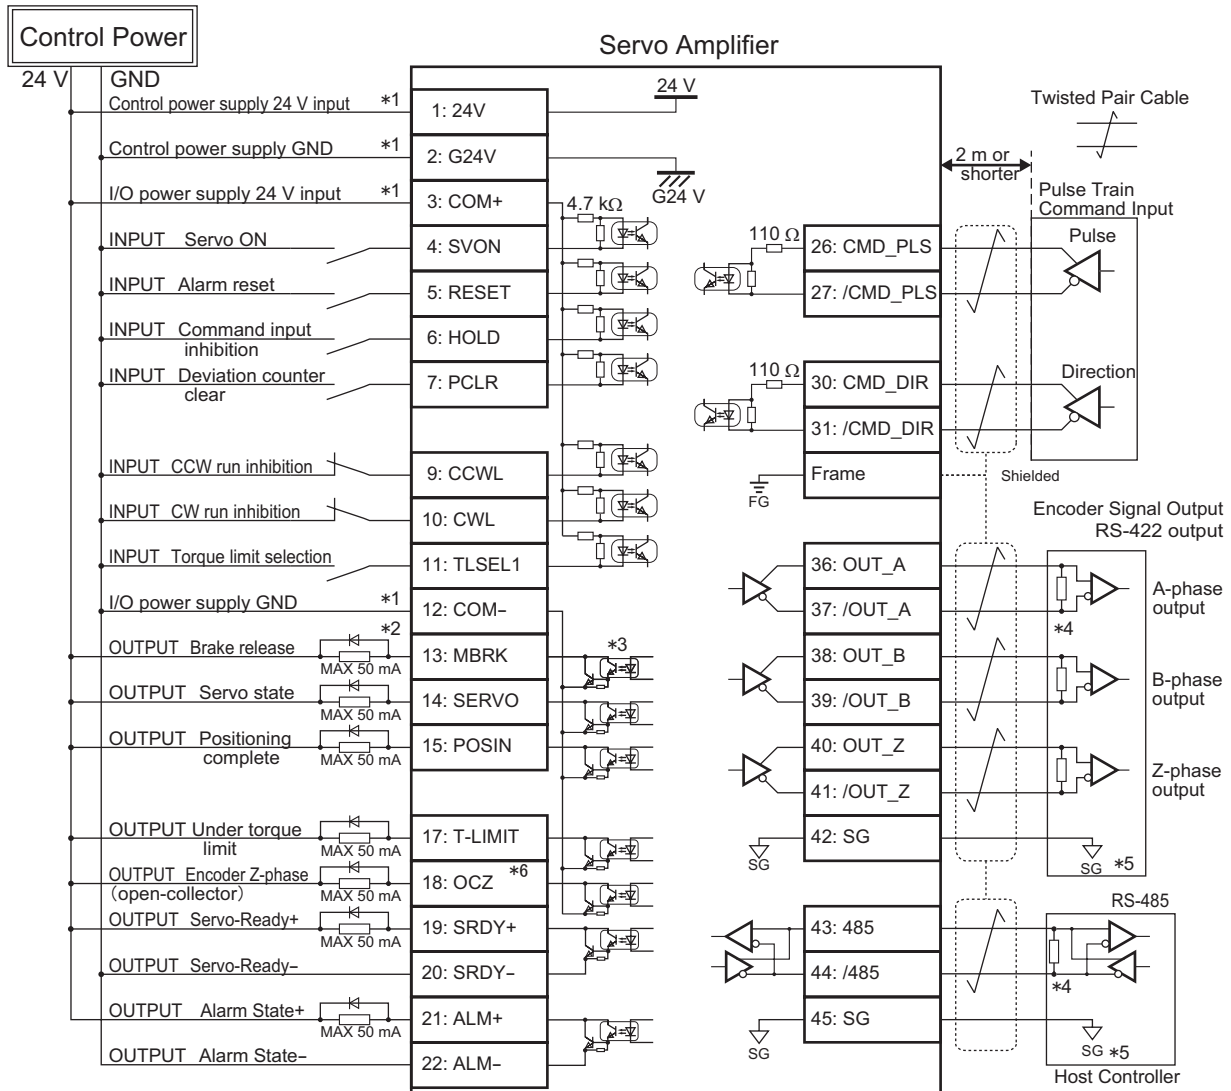 Control Power
Servo Amplifier
24 V
GND
Control power supply 24 V input *1
1: 24V
24 V
Control power supply GND *1
2: G24V
G24 V
I/O power supply 24 V input *1
3: COM+
4.7 kΩ
INPUT Servo ON
4: SVON
INPUT Alarm reset
5: RESET
INPUT Command input
inhibition
6: HOLD
INPUT Deviation counter
clear
7: PCLR
INPUT CCW run inhibition
9: CCWL
INPUT CW run inhibition
10: CWL
INPUT Torque limit selection
11: TLSEL1
I/O power supply GND *1
12: COM−
*2
OUTPUT Brake release
MAX 50 mA
13: MBRK
*3
OUTPUT Servo state
MAX 50 mA
14: SERVO
OUTPUT Positioning
complete
MAX 50 mA
15: POSIN
OUTPUT Under torque
limit
MAX 50 mA
17: T-LIMIT
OUTPUT Encoder Z-phase
(open-collector)
MAX 50 mA
18: OCZ *6
OUTPUT Servo-Ready+
MAX 50 mA
19: SRDY+
OUTPUT Servo-Ready−
20: SRDY−
OUTPUT Alarm State+
MAX 50 mA
21: ALM+
OUTPUT Alarm State−
22: ALM−
Twisted Pair Cable
2 m or
shorter
Pulse Train
Command Input
110 Ω
26: CMD_PLS
Pulse
27: /CMD_PLS
110 Ω
30: CMD_DIR
Direction
31: /CMD_DIR
Frame
FG
Shielded
Encoder Signal Output
RS-422 output
36: OUT_A
37: /OUT_A
A-phase
output
*4
38: OUT_B
39: /OUT_B
B-phase
output
40: OUT_Z
41: /OUT_Z
Z-phase
output
42: SG
SG
SG *5
RS-485
43: 485
44: /485
*4
45: SG
SG
SG *5
Host Controller